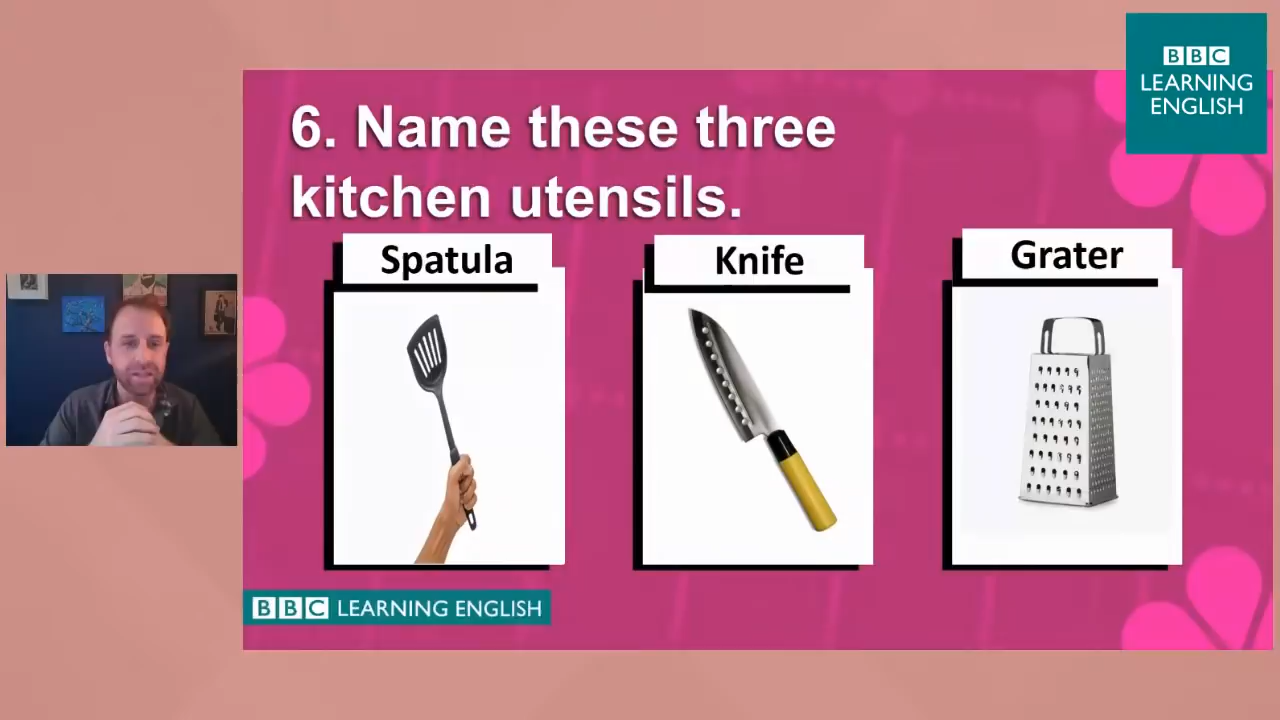 BBC
LEARNING
ENGLISH
6. Name these three
kitchen utensils.
Spatula
Knife
Grater
BBC LEARNING ENGLISH